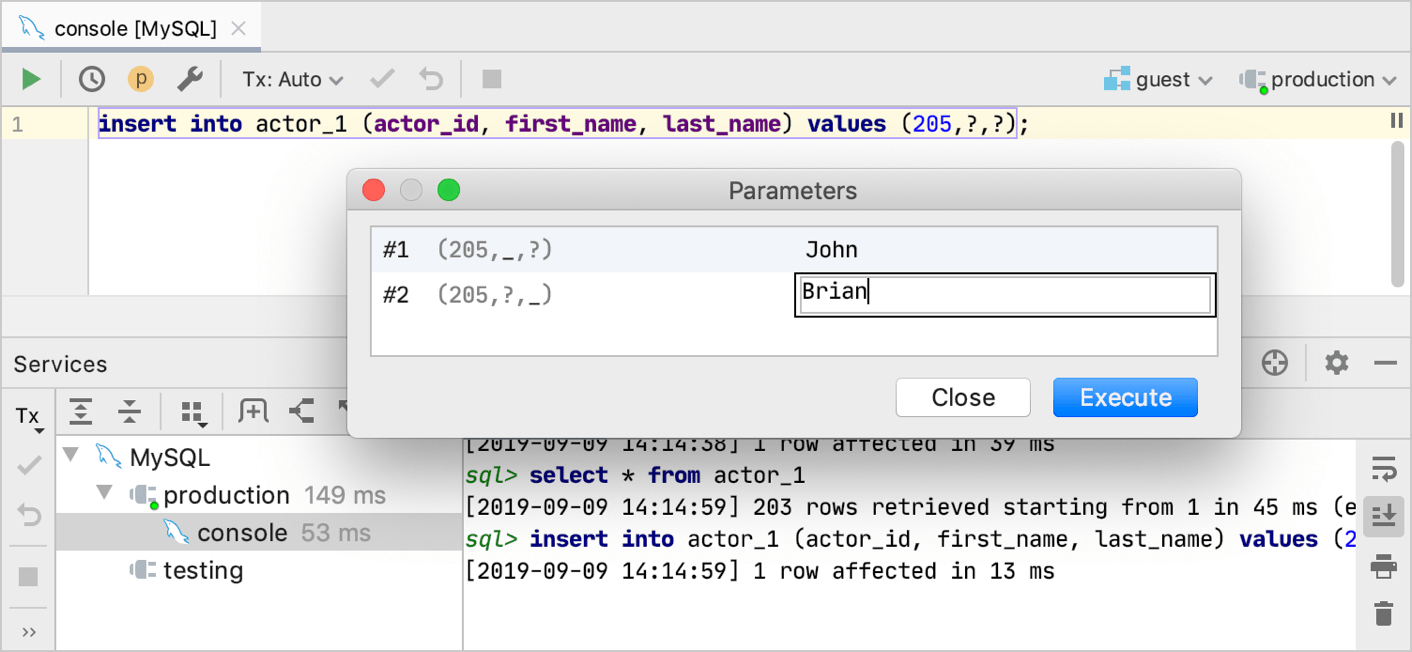 console [MySQL]
p Tx: Auto guest production
1 insert into actor_1 (actor_id, first_name, last_name) values (205,?,?);
Parameters
#1 (205,_,?) John
#2 (205,?,_) Brian
Close Execute
Services
Tx
MySQL
production 149 ms
console 53 ms
testing
[2019-09-09 14:14:38] 1 row affected in 39 ms
sql> select * from actor_1
[2019-09-09 14:14:59] 203 rows retrieved starting from 1 in 45 ms (e
sql> insert into actor_1 (actor_id, first_name, last_name) values (2
[2019-09-09 14:14:59] 1 row affected in 13 ms